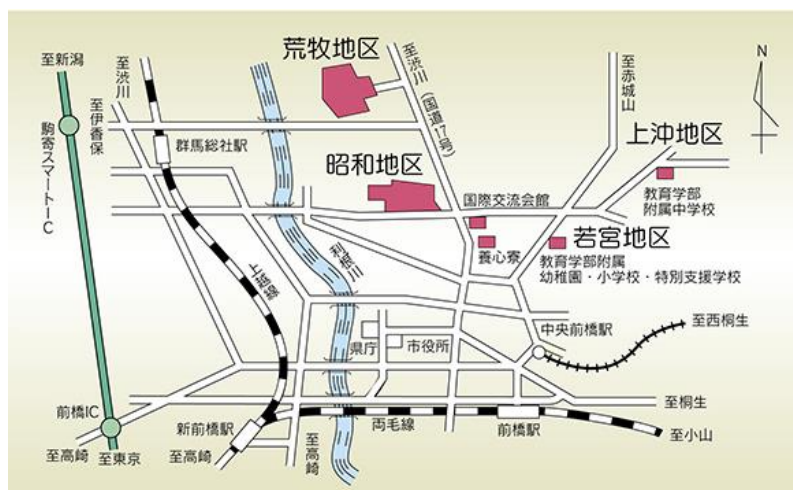 荒牧地区
至新潟
至渋川
至渋川(国道17号)
至赤城山
N
至伊香保
駒寄スマートIC
群馬総社駅
昭和地区
上沖地区
教育学部
附属中学校
国際交流会館
若宮地区
養心寮
教育学部附属
幼稚園・小学校・特別支援学校
利根川
上越線
中央前橋駅
至西桐生
県庁
市役所
前橋IC
新前橋駅
両毛線
前橋駅
至桐生
至小山
至高崎
至東京
至高崎
至高崎